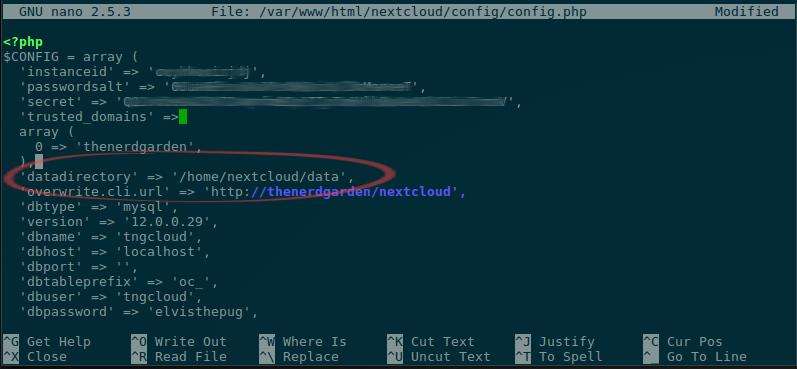 GNU nano 2.5.3 File: /var/www/html/nextcloud/config/config.php Modified
<?php
$CONFIG = array (
'instanceid' => '
'passwordsalt' => '
'secret' => '
'trusted_domains' =>
array (
0 => 'thenerdgarden',
),
'datadirectory' => '/home/nextcloud/data',
'overwrite.cli.url' => 'http://thenerdgarden/nextcloud',
'dbtype' => 'mysql',
'version' => '12.0.0.29',
'dbname' => 'tngcloud',
'dbhost' => 'localhost',
'dbport' => '',
'dbtableprefix' => 'oc_',
'dbuser' => 'tngcloud',
'dbpassword' => 'elvisthepug',
^G Get Help ^O Write Out ^W Where Is ^K Cut Text ^J Justify ^C Cur Pos
^X Close ^R Read File ^\ Replace ^U Uncut Text ^T To Spell ^_ Go To Line